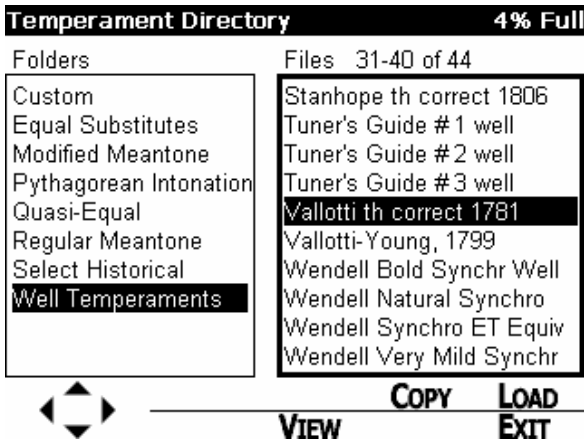 Temperament Directory 4% Full
Folders
Custom
Equal Substitutes
Modified Meantone
Pythagorean Intonation
Quasi-Equal
Regular Meantone
Select Historical
Well Temperaments
Files 31-40 of 44
Stanhope th correct 1806
Tuner's Guide #1 well
Tuner's Guide #2 well
Tuner's Guide #3 well
Vallotti th correct 1781
Vallotti-Young, 1799
Wendell Bold Synchr Well
Wendell Natural Synchro
Wendell Synchro ET Equiv
Wendell Very Mild Synchr
COPY LOAD
VIEW EXIT